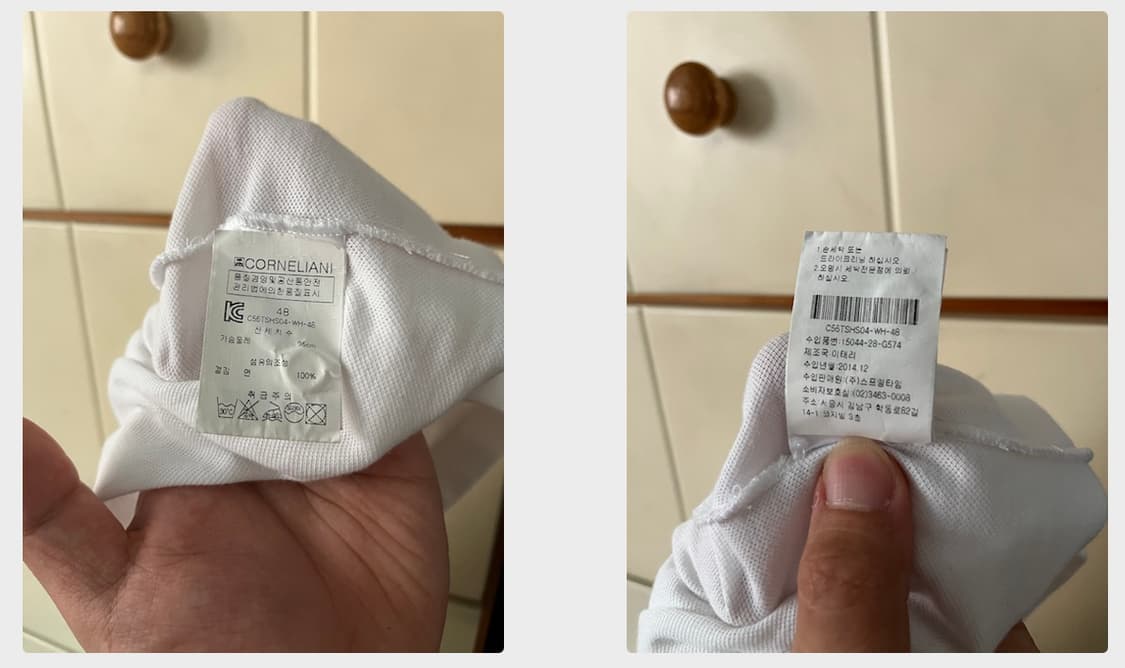 CORNELIANI
품질경영및공산품안전
관리법에의한품질표시
48
C56TSHS04-WH-48
신체치수
가슴둘레 95cm
섬유의조성
겉감 면 100%
취급주의
30℃
1.손세탁 또는
드라이크리닝 하십시오
2.오염시 세탁전문점에 의뢰
하십시오.
C56TSHS04-WH-48
수입품번:15044-28-G574
제조국:이태리
수입년월:2014.12
수입판매원:(주)스프링타임
소비자보호실:(02)3463-0008
주소 서울시 강남구 학동로82길
14-1 3층